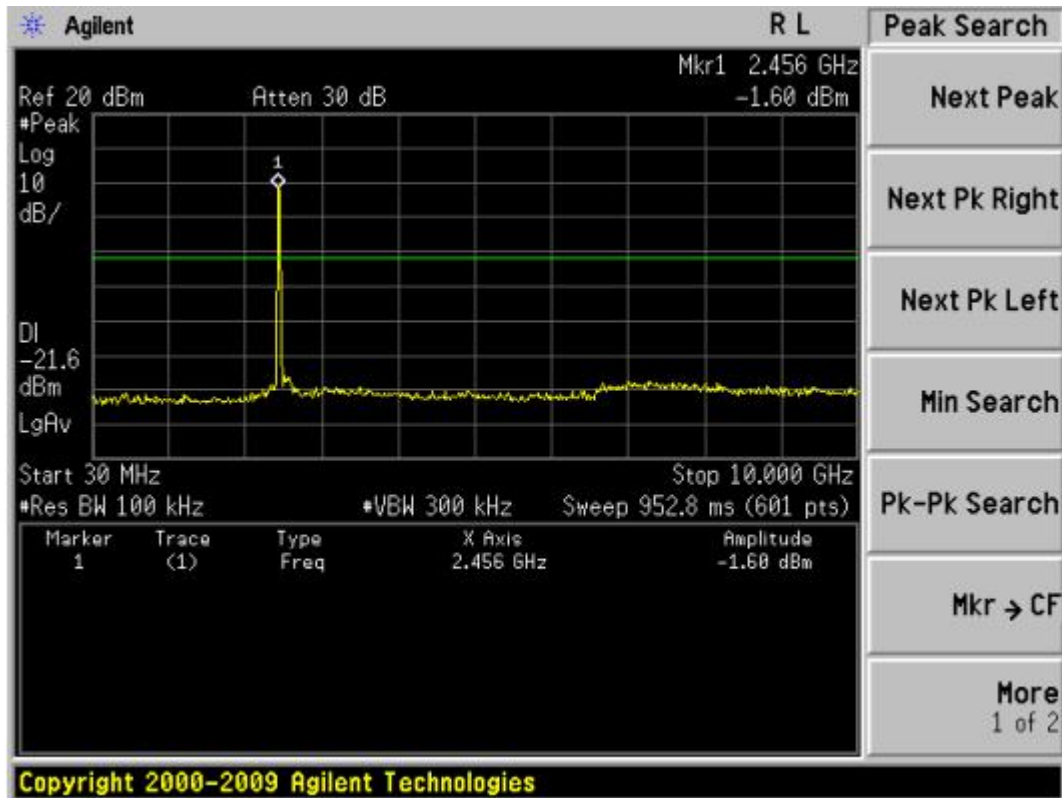 Agilent
R L
Peak Search
Mkr1 2.456 GHz
Ref 20 dBm
Atten 30 dB
-1.60 dBm
#Peak
Log
10
dB/
1
DI
-21.6
dBm
LgAv
Start 30 MHz
Stop 10.000 GHz
#Res BW 100 kHz
#VBW 300 kHz
Sweep 952.8 ms (601 pts)
Marker Trace Type X Axis Amplitude
1 (1) Freq 2.456 GHz -1.60 dBm
Next Peak
Next Pk Right
Next Pk Left
Min Search
Pk-Pk Search
Mkr → CF
More
1 of 2
Copyright 2000-2009 Agilent Technologies